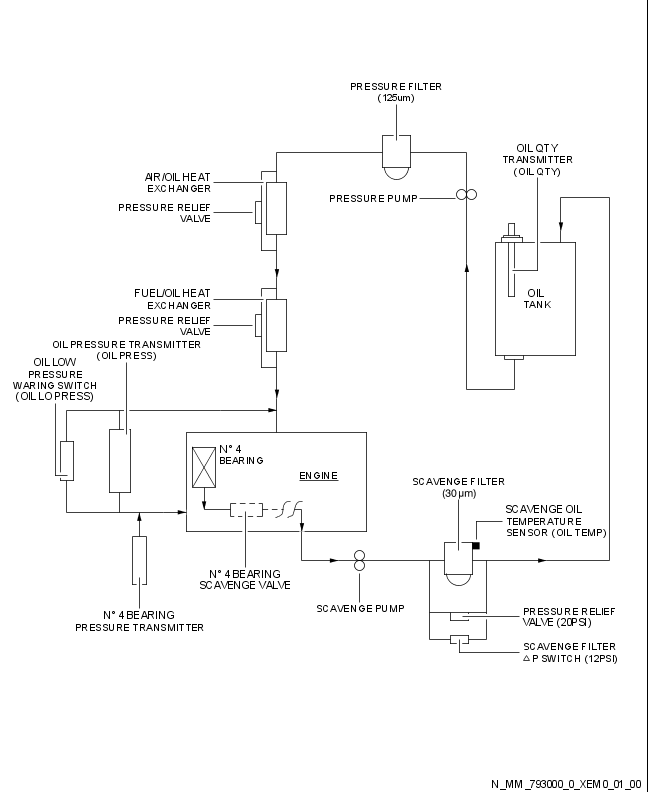 PRESSURE FILTER
(125um)
OIL QTY
TRANSMITTER
(OIL QTY)
AIR/OIL HEAT
EXCHANGER
PRESSURE PUMP
PRESSURE RELIEF
VALVE
OIL
TANK
FUEL/OIL HEAT
EXCHANGER
PRESSURE RELIEF
VALVE
OIL PRESSURE TRANSMITTER
(OIL PRESS)
OIL LOW
PRESSURE
WARING SWITCH
(OIL LO PRESS)
N° 4
BEARING
ENGINE
SCAVENGE FILTER
(30 µm)
SCAVENGE OIL
TEMPERATURE
SENSOR (OIL TEMP)
N° 4 BEARING
SCAVENGE VALVE
SCAVENGE PUMP
N° 4 BEARING
PRESSURE TRANSMITTER
PRESSURE RELIEF
VALVE (20PSI)
SCAVENGE FILTER
△ P SWITCH (12PSI)
N_MM_793000_0_XEM0_01_00